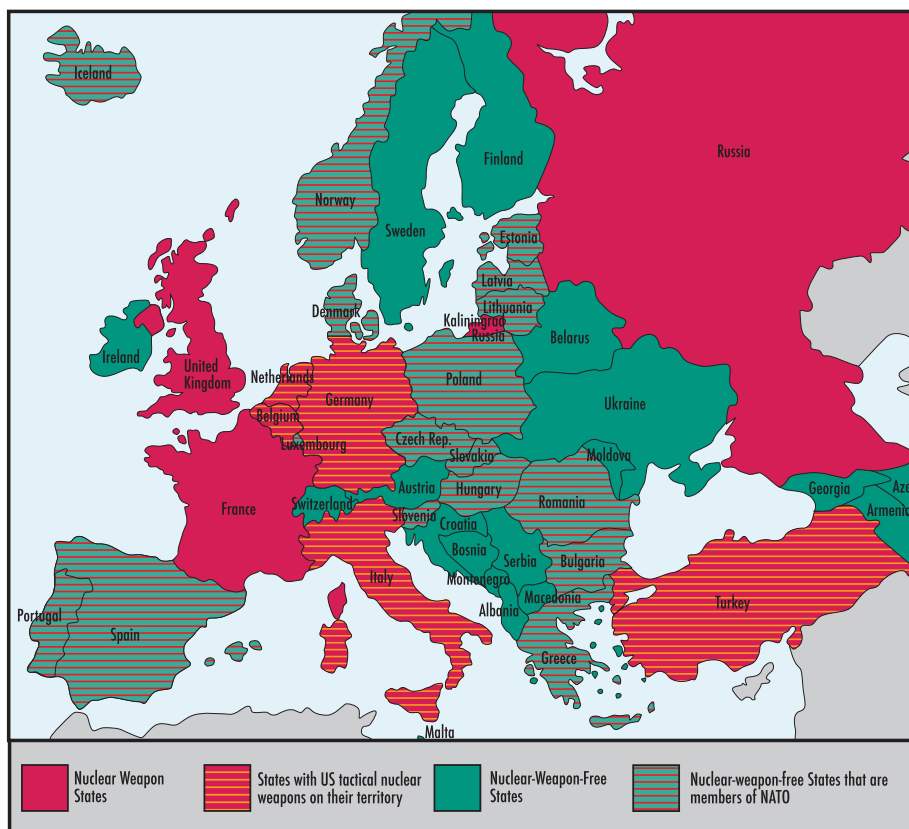 Iceland
Russia
Finland
Norway
Sweden
Estonia
Latvia
Denmark
Lithuania
Kaliningrad
Russia
Belarus
Ireland
United
Kingdom
Netherlands
Poland
Germany
Ukraine
Belgium
Czech Rep.
Luxembourg
Slovakia
Moldova
Austria
Hungary
Georgia
Aze
Switzerland
Romania
France
Armenia
Slovenia
Croatia
Bosnia
Serbia
Bulgaria
Italy
Montenegro
Macedonia
Turkey
Portugal
Albania
Spain
Greece
Malta
Nuclear Weapon
States
States with US tactical nuclear
weapons on their territory
Nuclear-Weapon-Free
States
Nuclear-weapon-free States that are
members of NATO